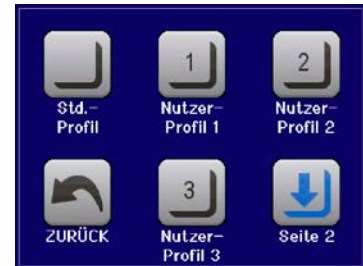 1
2
Std.-
Profil
Nutzer-
Profil 1
Nutzer-
Profil 2
3
ZURÜCK
Nutzer-
Profil 3
Seite 2